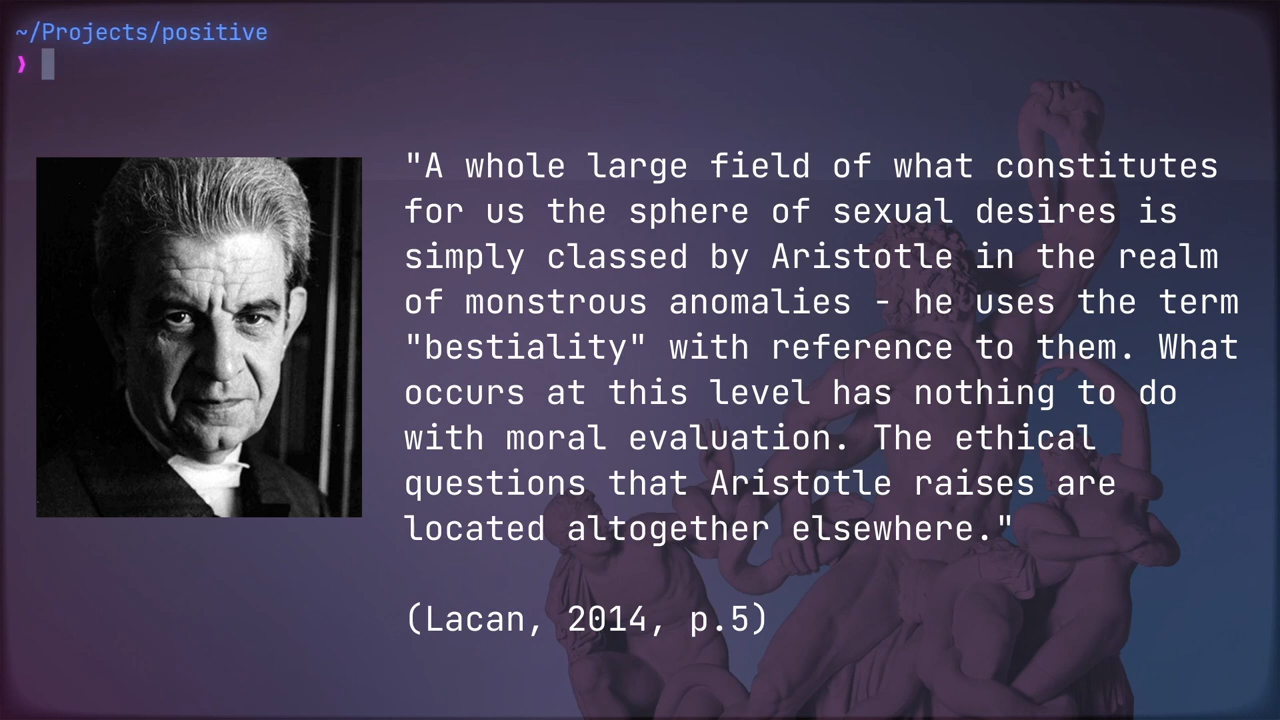 ~/Projects/positive
❯
"A whole large field of what constitutes
for us the sphere of sexual desires is
simply classed by Aristotle in the realm
of monstrous anomalies - he uses the term
"bestiality" with reference to them. What
occurs at this level has nothing to do
with moral evaluation. The ethical
questions that Aristotle raises are
located altogether elsewhere."
(Lacan, 2014, p.5)